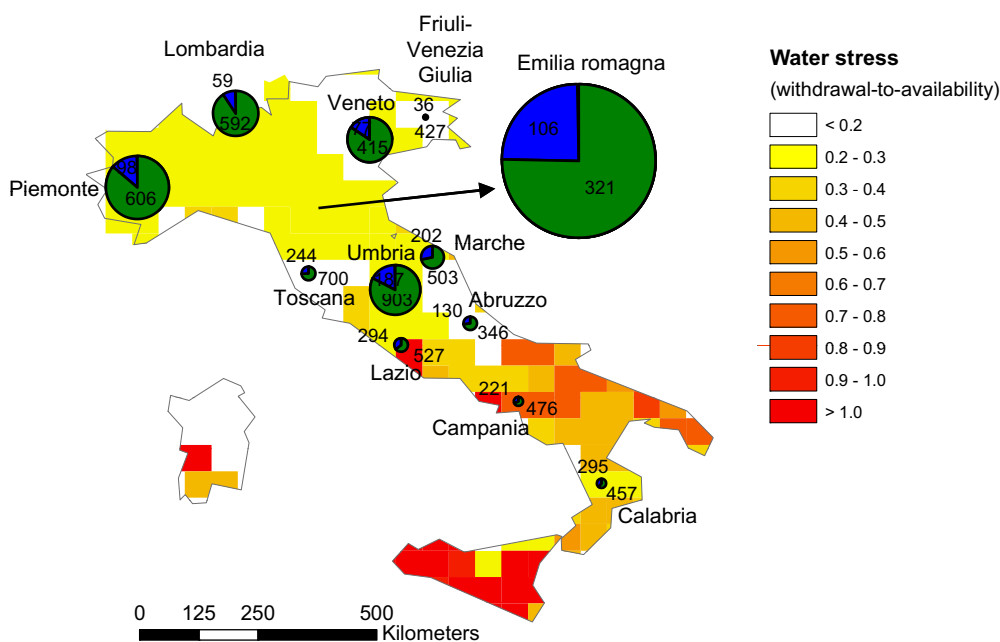 Friuli-
Venezia
Giulia
Lombardia
Emilia romagna
59
592
Veneto
77
415
36
427
106
321
98
606
Piemonte
202
Marche
503
Umbria
187
903
244
700
Toscana
Abruzzo
130
346
294
527
Lazio
221
476
Campania
295
457
Calabria
Water stress
(withdrawal-to-availability)
< 0.2
0.2 - 0.3
0.3 - 0.4
0.4 - 0.5
0.5 - 0.6
0.6 - 0.7
0.7 - 0.8
0.8 - 0.9
0.9 - 1.0
> 1.0
0 125 250 500
Kilometers